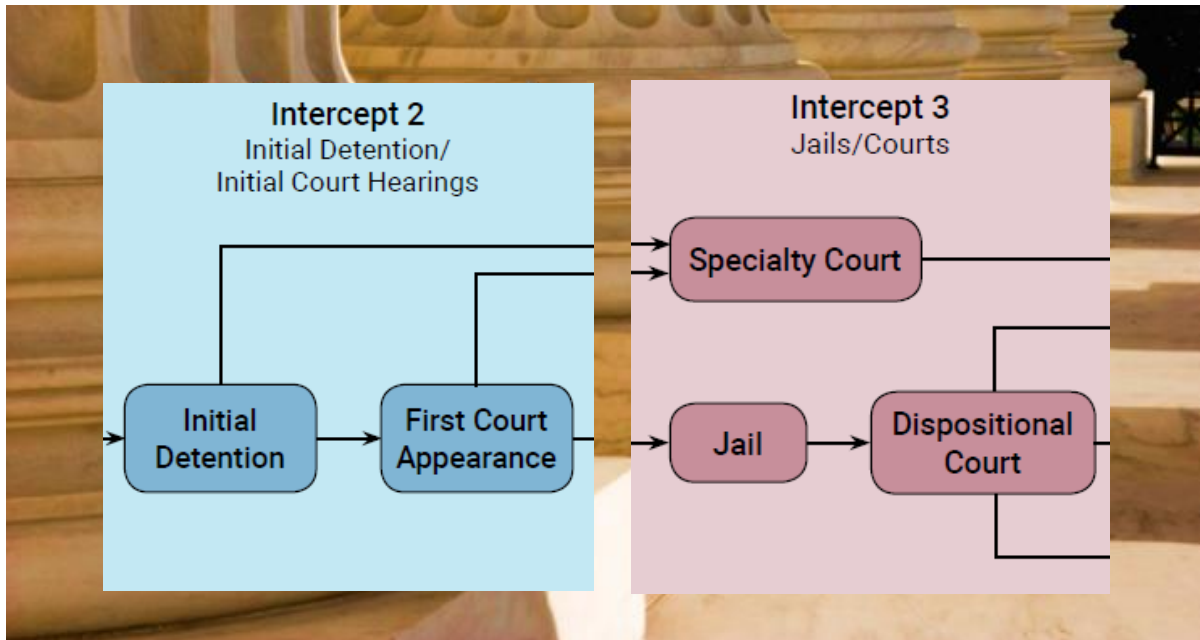 Intercept 2
Initial Detention/
Initial Court Hearings
Initial
Detention
First Court
Appearance
Intercept 3
Jails/Courts
Specialty Court
Jail
Dispositional
Court